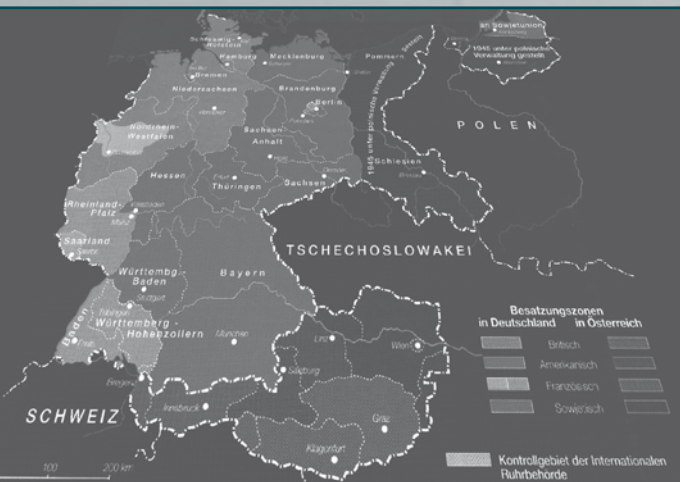 an Sowjetunion
1945 unter polnische
Verwaltung gestellt
Schleswig-
Holstein
Hamburg
Mecklenburg
Pommern
Bremen
Niedersachsen
Brandenburg
Berlin
1945 unter polnische Verwaltung gestellt
POLEN
Nordrhein-
Westfalen
Sachsen-
Anhalt
Schlesien
Hessen
Erfurt
Thüringen
Sachsen
Rheinland-
Pfalz
Mainz
Saarland
TSCHECHOSLOWAKEI
Württembg.-
Baden
Stuttgart
Bayern
Baden
Tübingen
Württemberg-
Hohenzollern
München
Linz
Wien
Salzburg
Bregenz
Innsbruck
Graz
Klagenfurt
SCHWEIZ
100 200 km
Besatzungszonen
in Deutschland in Österreich
Britisch
Amerikanisch
Französisch
Sowjetisch
Kontrollgebiet der Internationalen
Ruhrbehörde